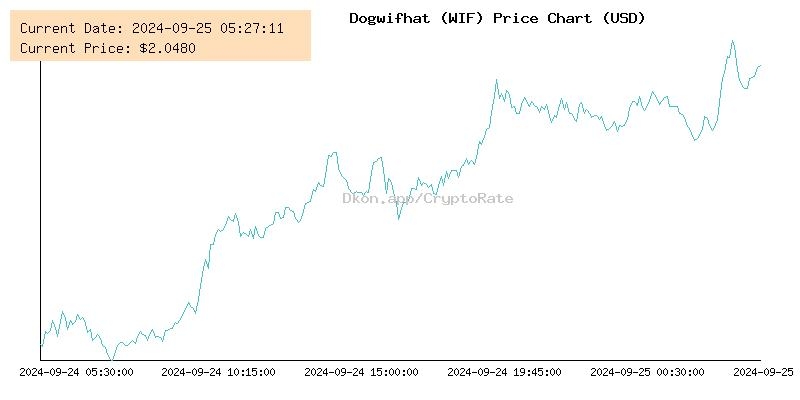 Dogwifhat (WIF) Price Chart (USD)
Current Date: 2024-09-25 05:27:11
Current Price: $2.0480
Dkon.app/CryptoRate
2024-09-24 05:30:00
2024-09-24 10:15:00
2024-09-24 15:00:00
2024-09-24 19:45:00
2024-09-25 00:30:00
2024-09-25